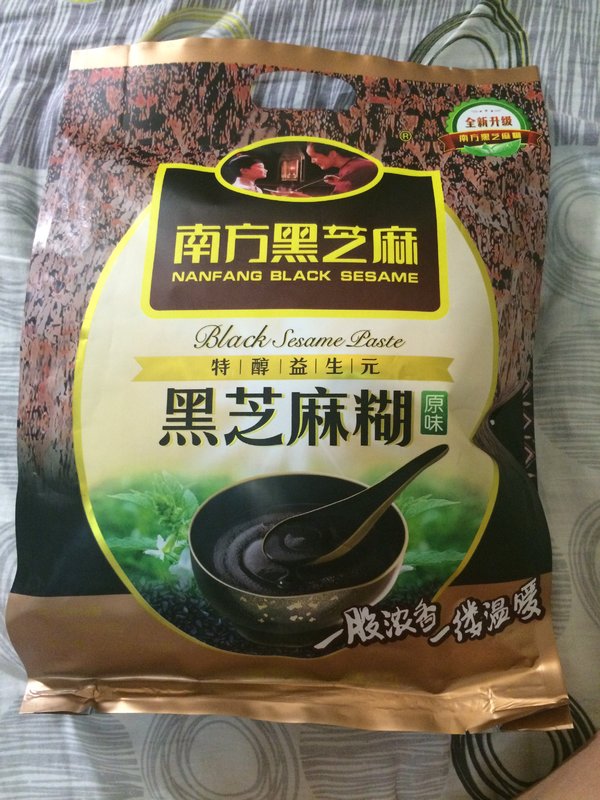 全新升级
南方黑芝麻糊
®
南方黑芝麻
NANFANG BLACK SESAME
Black Sesame Paste
特醇益生元
黑芝麻糊
原味
一股浓香 一缕温暖